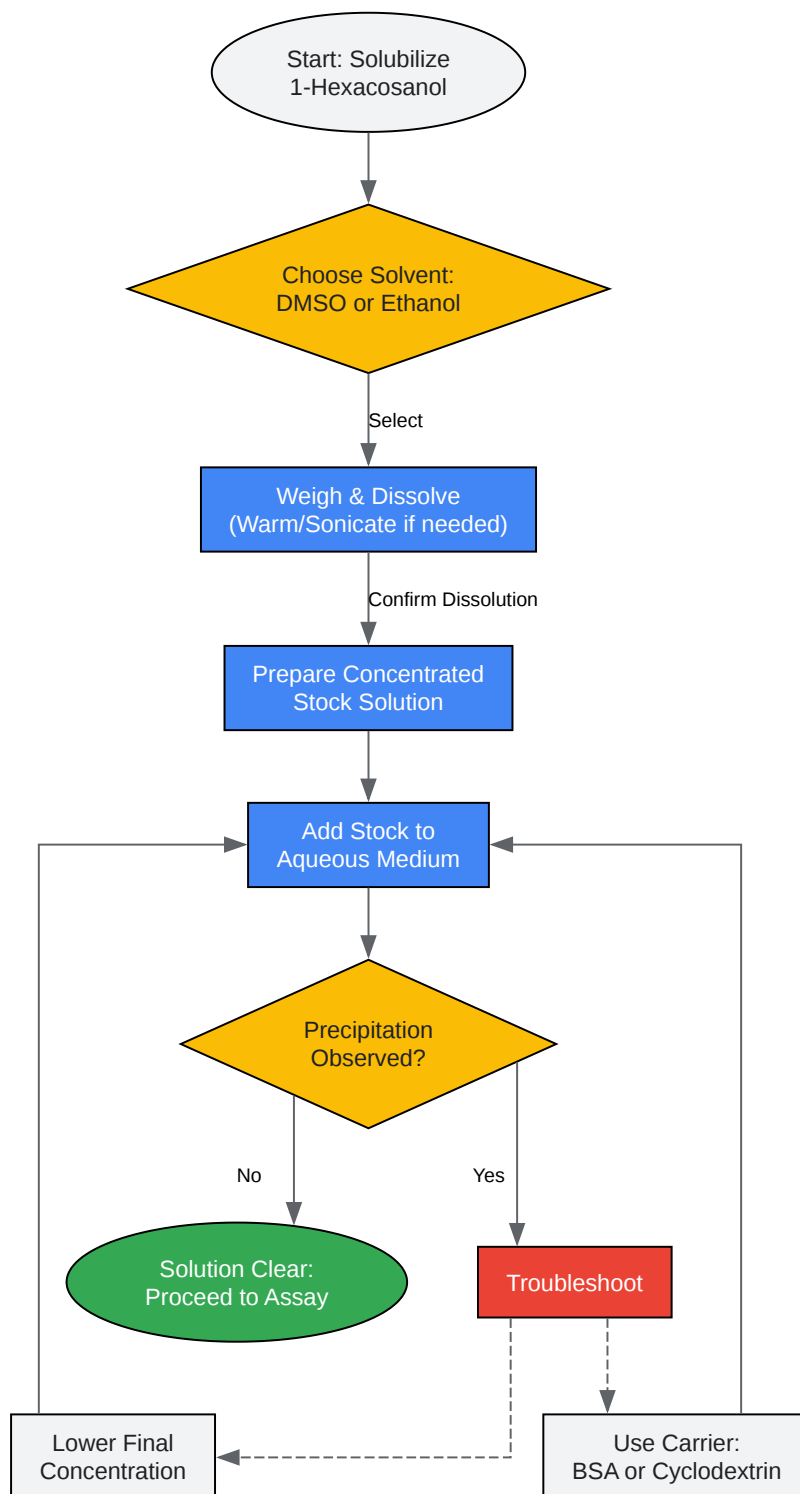 Start: Solubilize
1-Hexacosanol
Choose Solvent:
DMSO or Ethanol
Select
Weigh & Dissolve
(Warm/Sonicate if needed)
Confirm Dissolution
Prepare Concentrated
Stock Solution
Add Stock to
Aqueous Medium
Precipitation
Observed?
No
Yes
Solution Clear:
Proceed to Assay
Troubleshoot
Lower Final
Concentration
Use Carrier:
BSA or Cyclodextrin